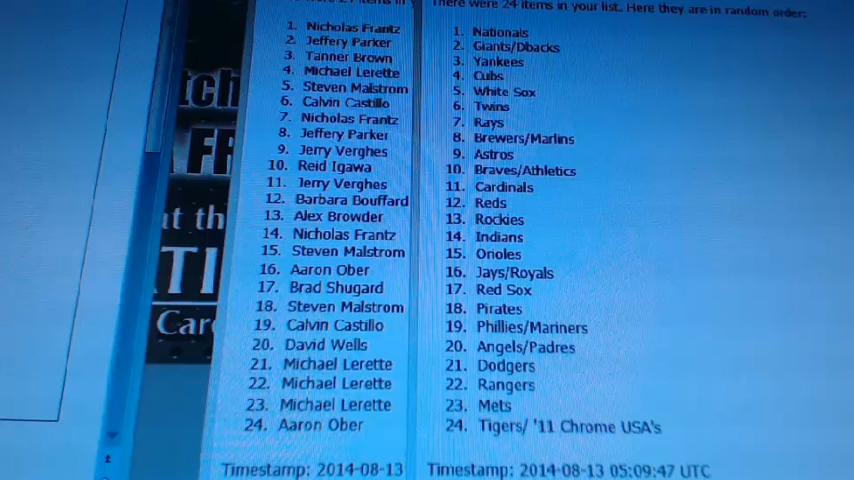 There were 24 items in your list. Here they are in random order:
1. Nicholas Frantz
2. Jeffery Parker
3. Tanner Brown
4. Michael Lerette
5. Steven Malstrom
6. Calvin Castillo
7. Nicholas Frantz
8. Jeffery Parker
9. Jerry Verghes
10. Reid Igawa
11. Jerry Verghes
12. Barbara Bouffard
13. Alex Browder
14. Nicholas Frantz
15. Steven Malstrom
16. Aaron Ober
17. Brad Shugard
18. Steven Malstrom
19. Calvin Castillo
20. David Wells
21. Michael Lerette
22. Michael Lerette
23. Michael Lerette
24. Aaron Ober
Timestamp: 2014-08-13
1. Nationals
2. Giants/Dbacks
3. Yankees
4. Cubs
5. White Sox
6. Twins
7. Rays
8. Brewers/Marlins
9. Astros
10. Braves/Athletics
11. Cardinals
12. Reds
13. Rockies
14. Indians
15. Orioles
16. Jays/Royals
17. Red Sox
18. Pirates
19. Phillies/Mariners
20. Angels/Padres
21. Dodgers
22. Rangers
23. Mets
24. Tigers/ '11 Chrome USA's
Timestamp: 2014-08-13 05:09:47 UTC
tch
FR
at th
TI
Car